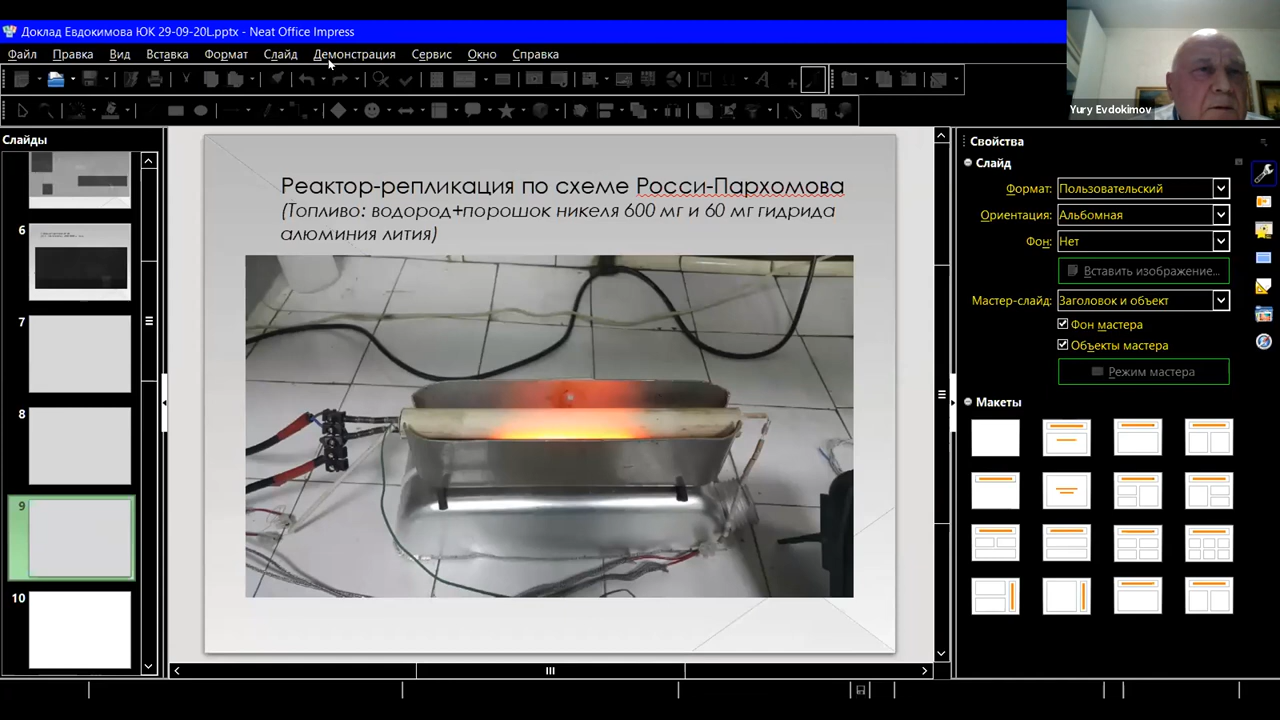 Доклад Евдокимова ЮК 29-09-20L.pptx - Neat Office Impress
Файл Правка Вид Вставка Формат Слайд Демонстрация Сервис Окно Справка
Yury Evdokimov
Слайды
6
7
8
9
10
Реактор-репликация по схеме Росси-Пархомова
(Топливо: водород+порошок никеля 600 мг и 60 мг гидрида
алюминия лития)
Свойства
Слайд
Формат: Пользовательский
Ориентация: Альбомная
Фон: Нет
Вставить изображение...
Мастер-слайд: Заголовок и объект
Фон мастера
Объекты мастера
Режим мастера
Макеты